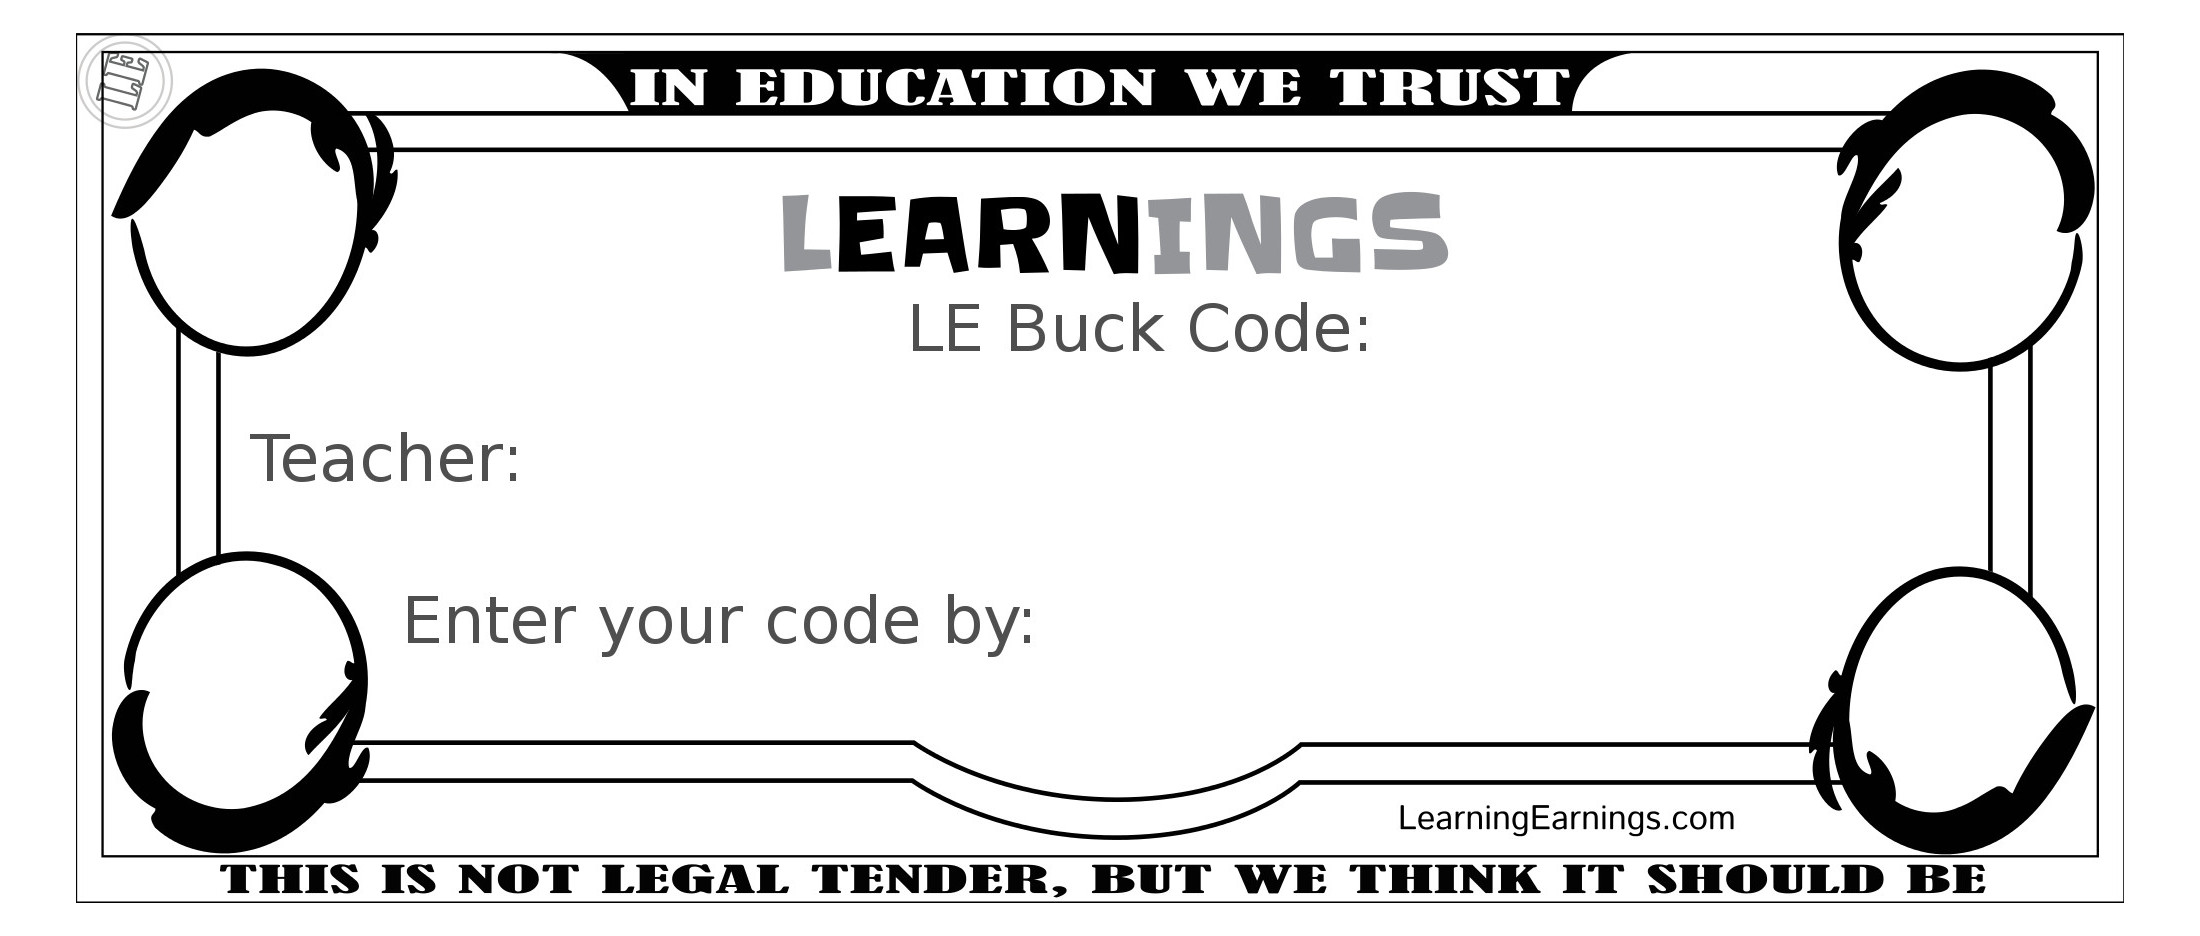 LE
IN EDUCATION WE TRUST
LEARNINGS
LE Buck Code:
Teacher:
Enter your code by:
LearningEarnings.com
THIS IS NOT LEGAL TENDER, BUT WE THINK IT SHOULD BE